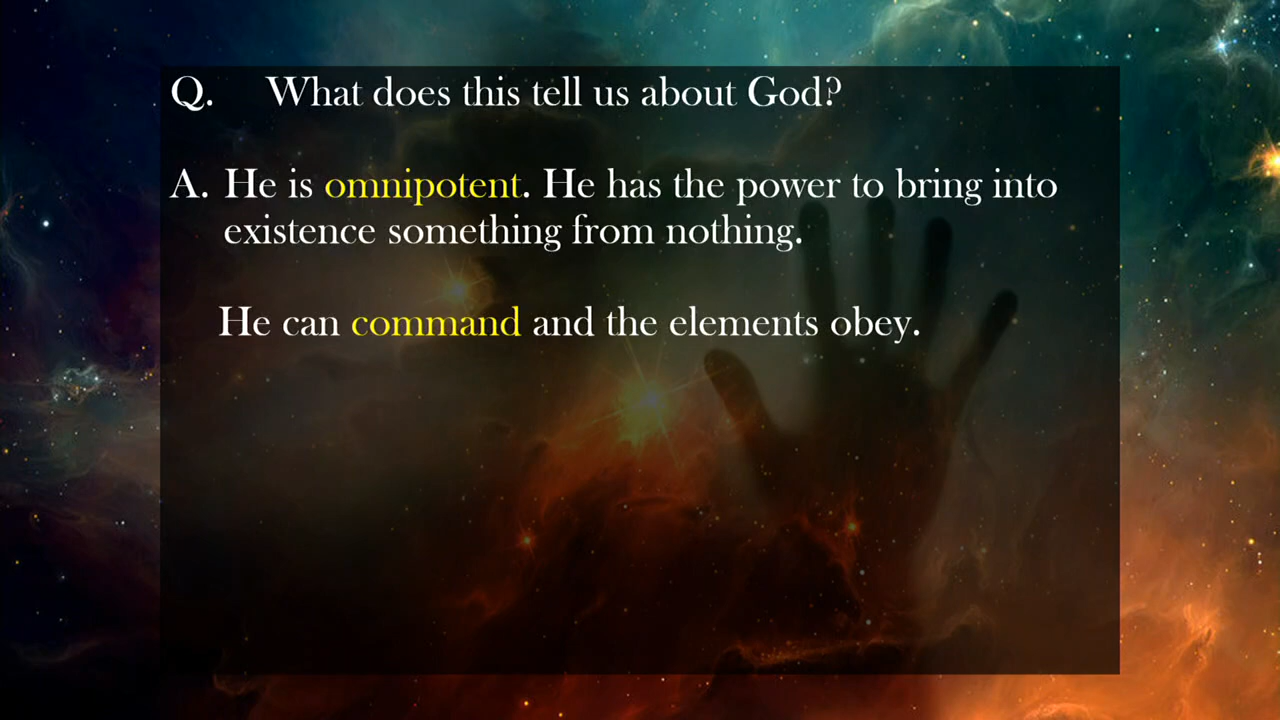 Q. What does this tell us about God?
A. He is omnipotent. He has the power to bring into
existence something from nothing.
He can command and the elements obey.